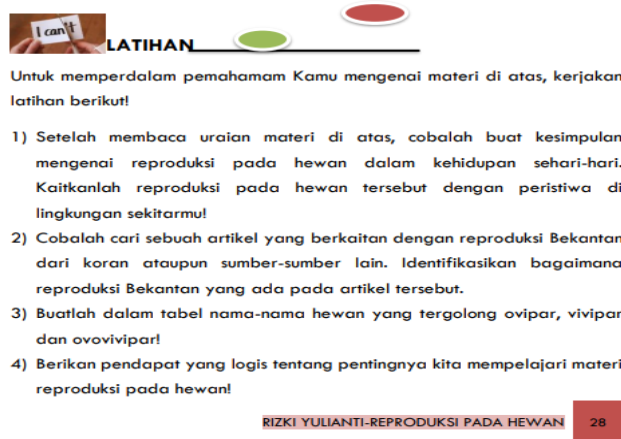 I can't
LATIHAN
Untuk memperdalam pemahamam Kamu mengenai materi di atas, kerjakan
latihan berikut!
1) Setelah membaca uraian materi di atas, cobalah buat kesimpulan
mengenai reproduksi pada hewan dalam kehidupan sehari-hari.
Kaitkanlah reproduksi pada hewan tersebut dengan peristiwa di
lingkungan sekitarmu!
2) Cobalah cari sebuah artikel yang berkaitan dengan reproduksi Bekantan
dari koran ataupun sumber-sumber lain. Identifikasikan bagaimana
reproduksi Bekantan yang ada pada artikel tersebut.
3) Buatlah dalam tabel nama-nama hewan yang tergolong ovipar, vivipar
dan ovovivipar!
4) Berikan pendapat yang logis tentang pentingnya kita mempelajari materi
reproduksi pada hewan!
RIZKI YULIANTI-REPRODUKSI PADA HEWAN 28